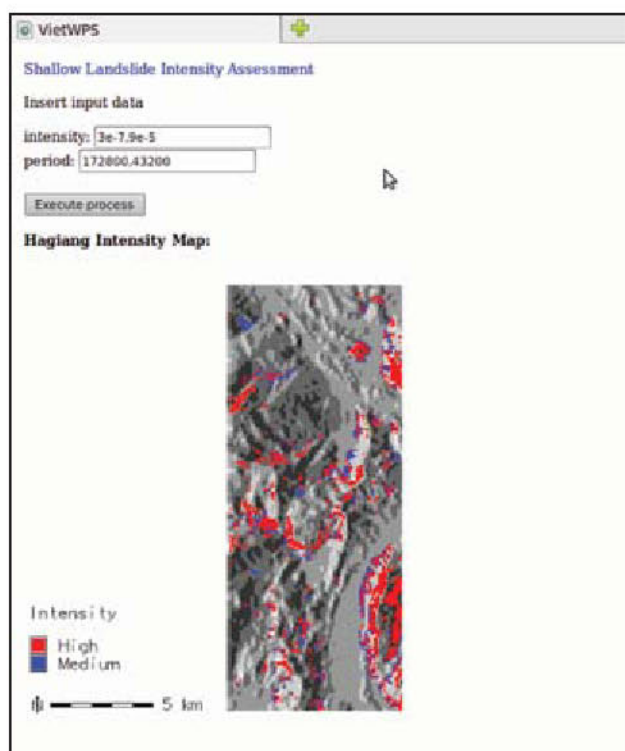 VietWPS
Shallow Landslide Intensity Assessment
Insert input data
intensity: 3e-7,9e-5
period: 172800,43200
Execute process
Hagiang Intensity Map:
Intensity
High
Medium
5 km